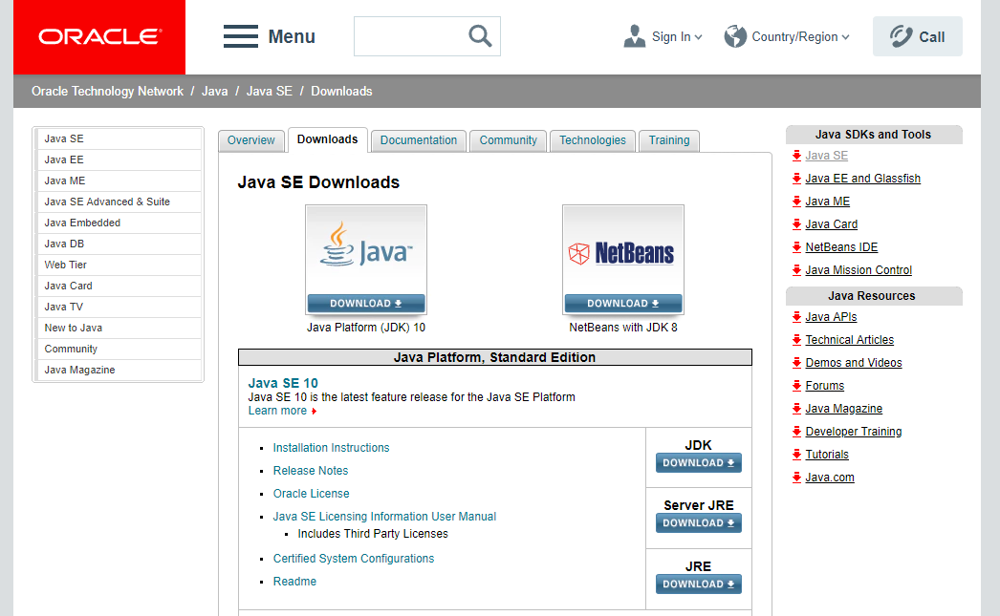 ORACLE
Menu
Sign In
Country/Region
Call
Oracle Technology Network / Java / Java SE / Downloads
Java SE
Java EE
Java ME
Java SE Advanced & Suite
Java Embedded
Java DB
Web Tier
Java Card
Java TV
New to Java
Community
Java Magazine
Overview
Downloads
Documentation
Community
Technologies
Training
Java SE Downloads
Java
DOWNLOAD
Java Platform (JDK) 10
NetBeans
DOWNLOAD
NetBeans with JDK 8
Java Platform, Standard Edition
Java SE 10
Java SE 10 is the latest feature release for the Java SE Platform
Learn more
Installation Instructions
Release Notes
Oracle License
Java SE Licensing Information User Manual
Includes Third Party Licenses
Certified System Configurations
Readme
JDK
DOWNLOAD
Server JRE
DOWNLOAD
JRE
DOWNLOAD
Java SDKs and Tools
Java SE
Java EE and Glassfish
Java ME
Java Card
NetBeans IDE
Java Mission Control
Java Resources
Java APIs
Technical Articles
Demos and Videos
Forums
Java Magazine
Developer Training
Tutorials
Java.com